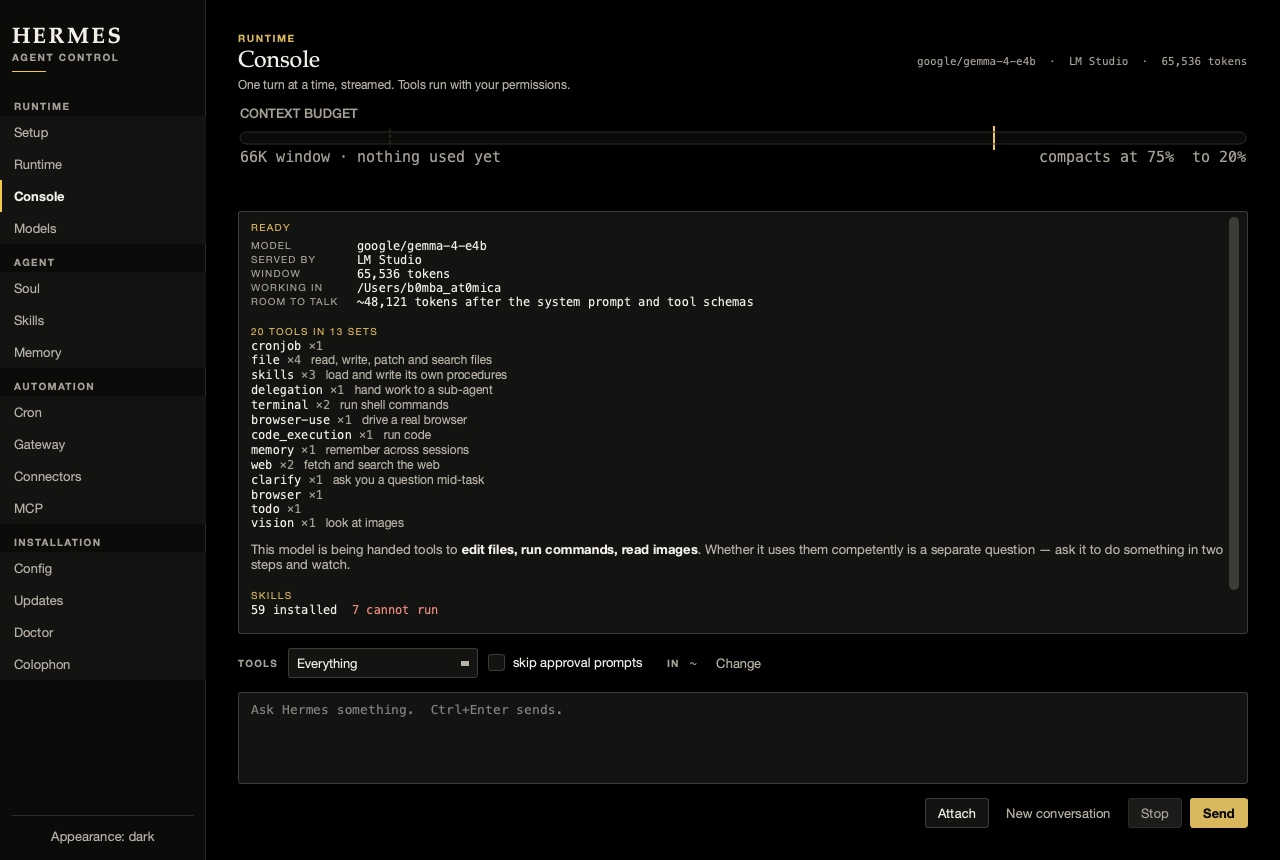 HERMES
AGENT CONTROL
RUNTIME
Setup
Runtime
Console
Models
AGENT
Soul
Skills
Memory
AUTOMATION
Cron
Gateway
Connectors
MCP
INSTALLATION
Config
Updates
Doctor
Colophon
Appearance: dark
RUNTIME
Console
google/gemma-4-e4b · LM Studio · 65,536 tokens
One turn at a time, streamed. Tools run with your permissions.
CONTEXT BUDGET
66K window · nothing used yet
compacts at 75% to 20%
READY
MODEL google/gemma-4-e4b
SERVED BY LM Studio
WINDOW 65,536 tokens
WORKING IN /Users/b0mba_at0mica
ROOM TO TALK ~48,121 tokens after the system prompt and tool schemas
20 TOOLS IN 13 SETS
cronjob ×1
file ×4 read, write, patch and search files
skills ×3 load and write its own procedures
delegation ×1 hand work to a sub-agent
terminal ×2 run shell commands
browser-use ×1 drive a real browser
code_execution ×1 run code
memory ×1 remember across sessions
web ×2 fetch and search the web
clarify ×1 ask you a question mid-task
browser ×1
todo ×1
vision ×1 look at images
This model is being handed tools to edit files, run commands, read images. Whether it uses them competently is a separate question — ask it to do something in two
steps and watch.
SKILLS
59 installed 7 cannot run
TOOLS Everything skip approval prompts IN ~ Change
Ask Hermes something. Ctrl+Enter sends.
Attach New conversation Stop Send